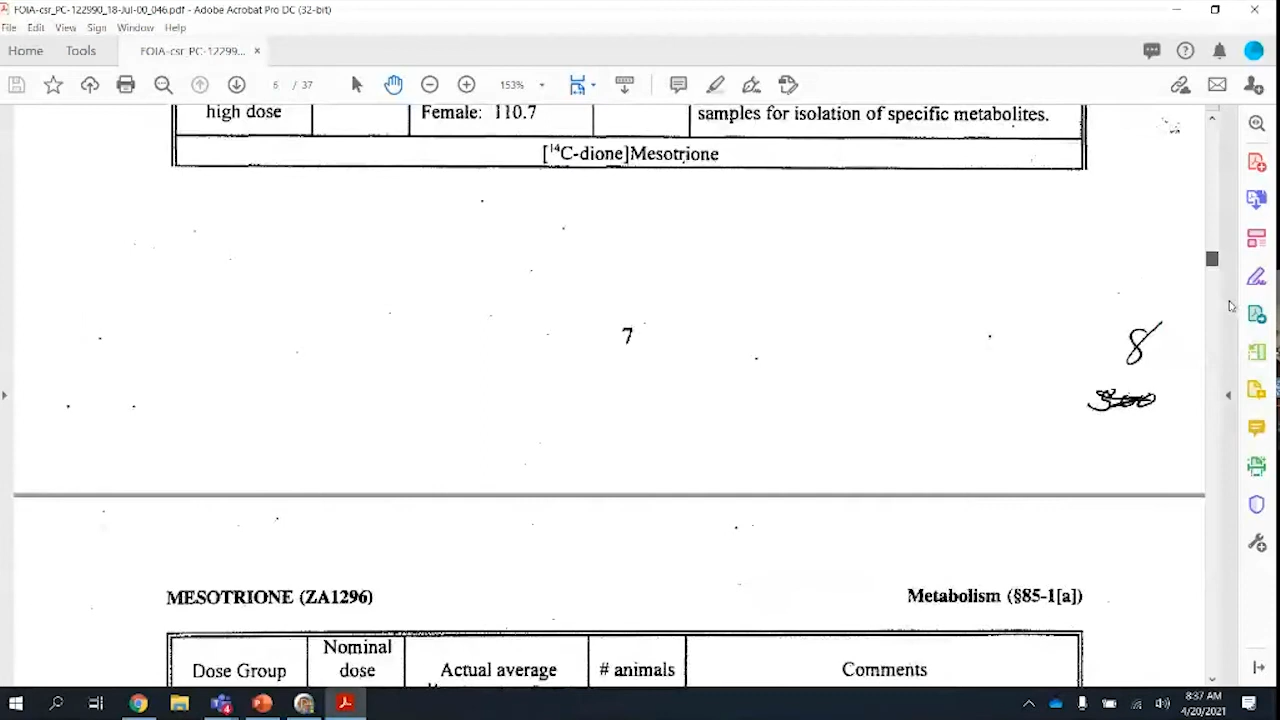 FOIA-csr_PC-122990_18-Jul-00_046.pdf - Adobe Acrobat Pro DC (32-bit)
File Edit View Sign Window Help
Home Tools FOIA-csr_PC-12299... ×
6 / 37 153%
high dose Female: 110.7 samples for isolation of specific metabolites.
[¹⁴C-dione]Mesotrione
7
8
MESOTRIONE (ZA1296) Metabolism (§85-1[a])
Dose Group Nominal dose Actual average # animals Comments
8:37 AM
4/20/2021